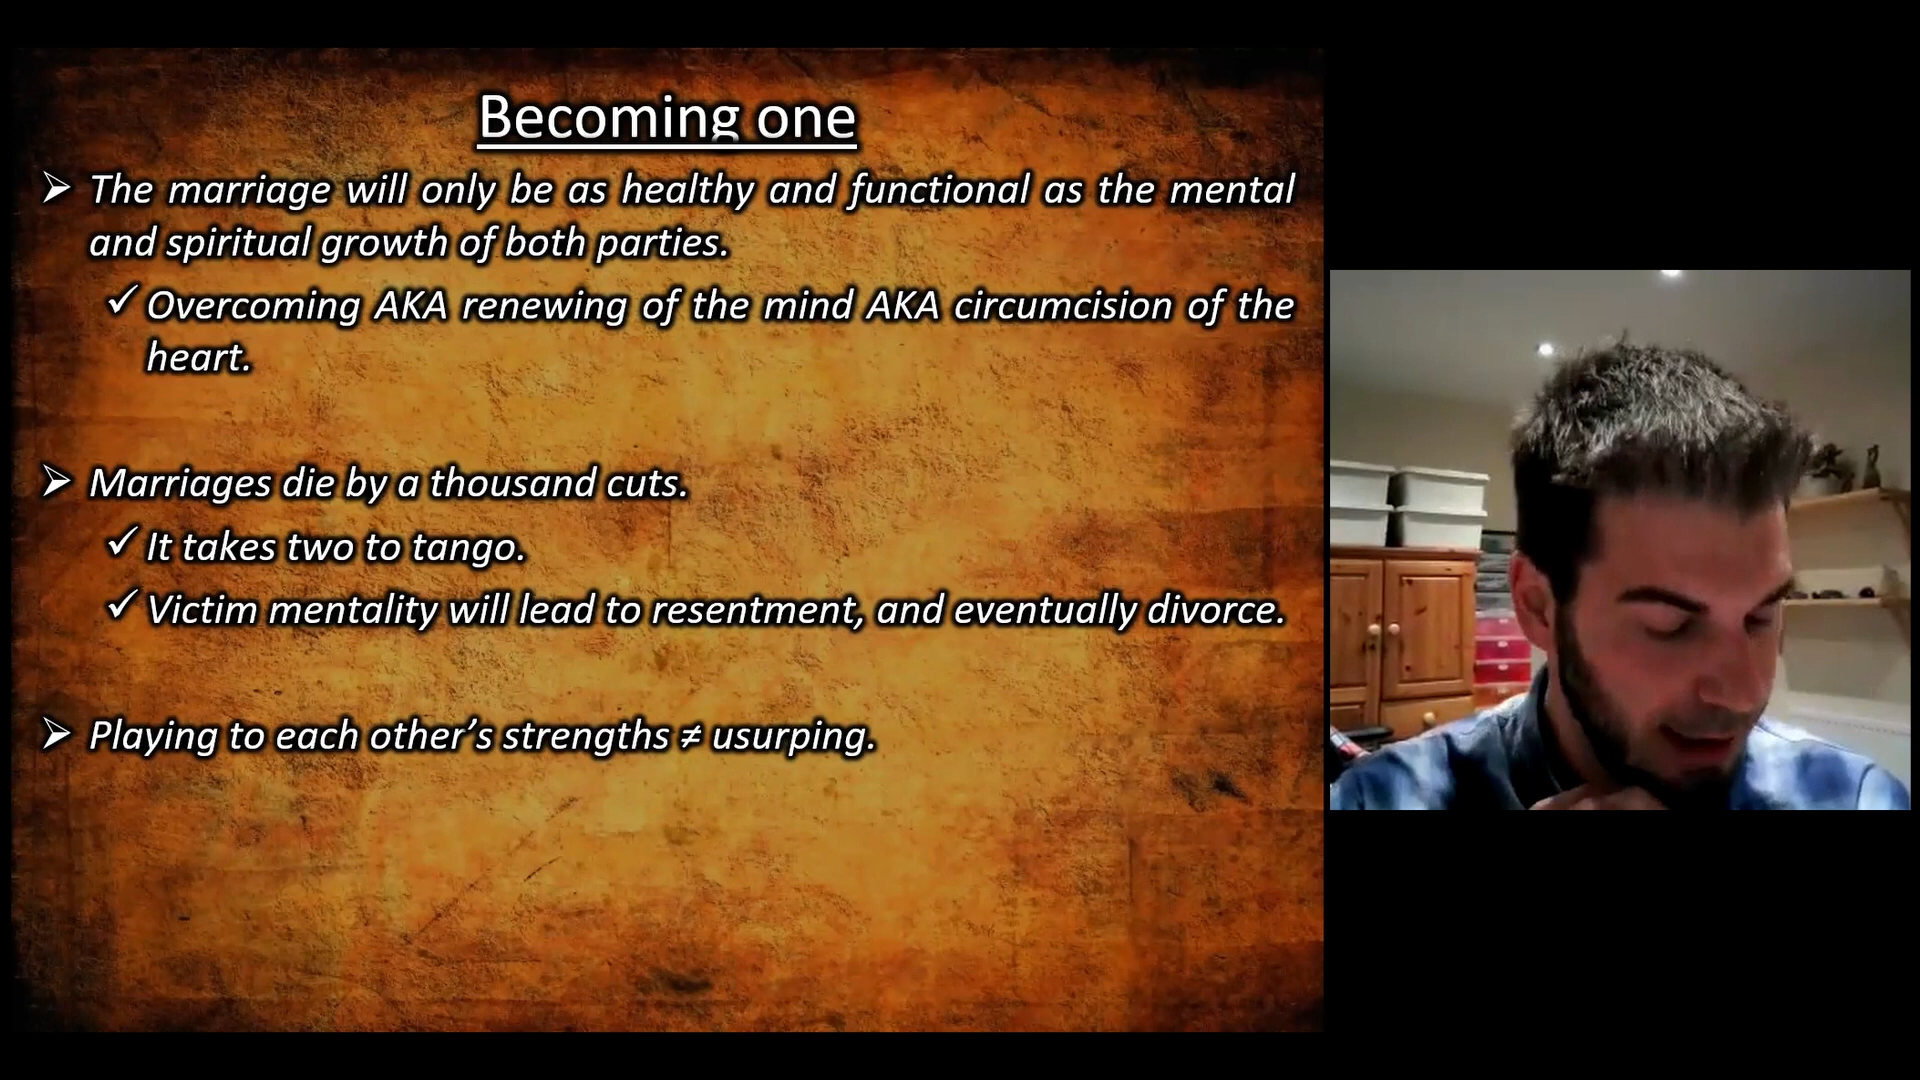 Becoming one
➢ The marriage will only be as healthy and functional as the mental
and spiritual growth of both parties.
✓ Overcoming AKA renewing of the mind AKA circumcision of the
heart.
➢ Marriages die by a thousand cuts.
✓ It takes two to tango.
✓ Victim mentality will lead to resentment, and eventually divorce.
➢ Playing to each other’s strengths ≠ usurping.